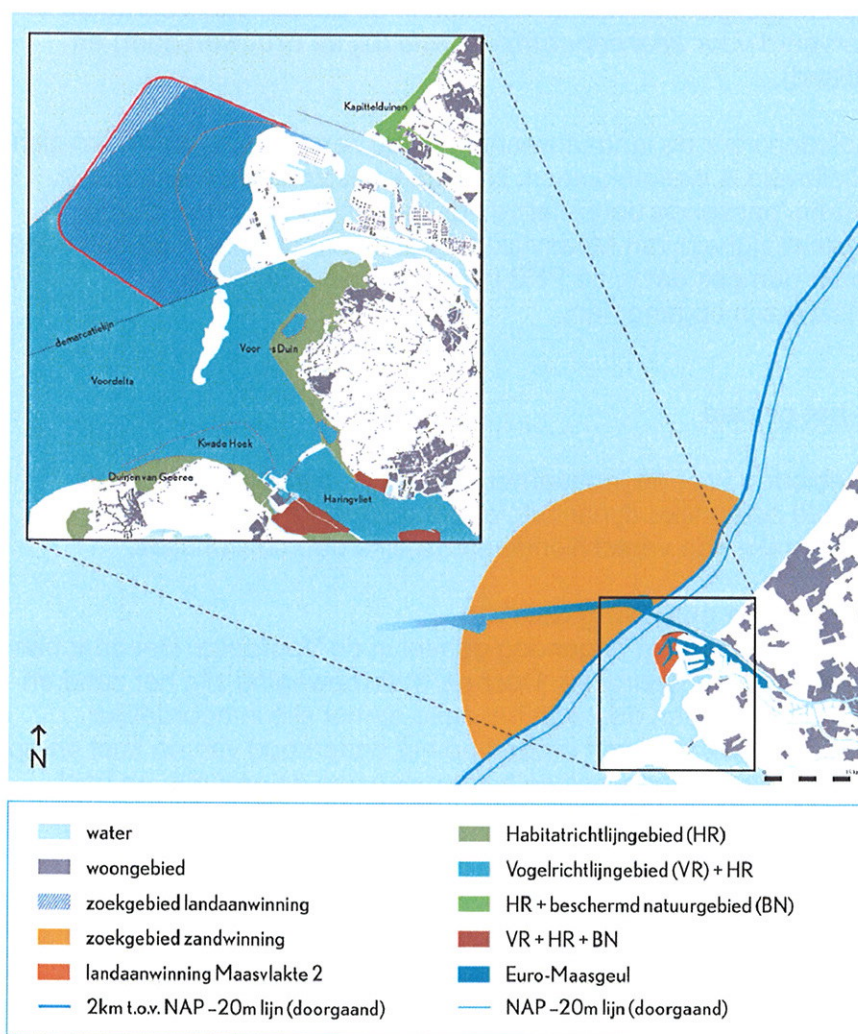 Kapittelduinen
demarcatielijn
Voordelta
Kwade Hoek
Duinen van Goeree
Haringvliet
N
water
woongebied
zoekgebied landaanwinning
zoekgebied zandwinning
landaanwinning Maasvlakte 2
2km t.o.v. NAP –20m lijn (doorgaand)
Habitatrichtlijngebied (HR)
Vogelrichtlijngebied (VR) + HR
HR + beschermd natuurgebied (BN)
VR + HR + BN
Euro-Maasgeul
NAP –20m lijn (doorgaand)